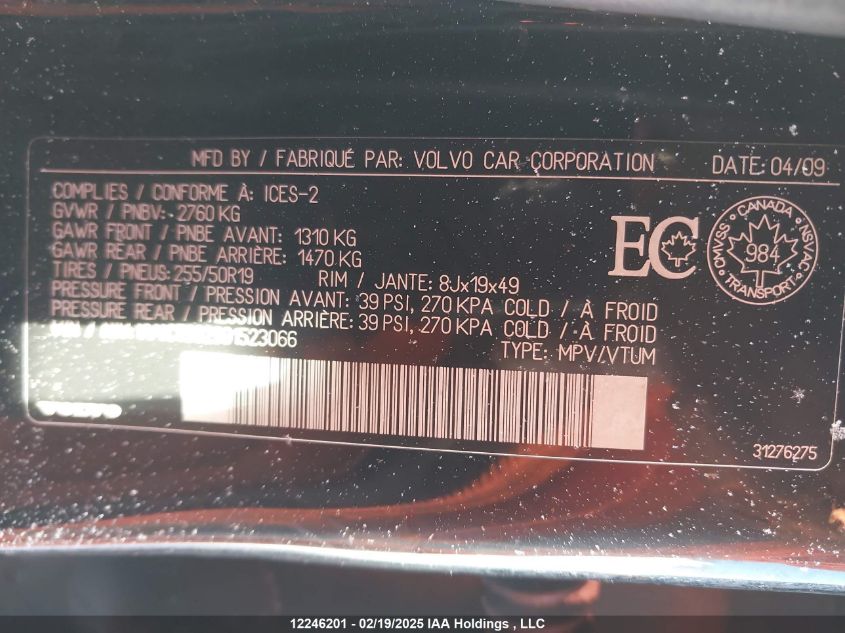 MFD BY / FABRIQUÉ PAR: VOLVO CAR CORPORATION DATE: 04/09
COMPLIES / CONFORME À: ICES-2
GVWR / PNBV: 2760 KG
GAWR FRONT / PNBE AVANT: 1310 KG
GAWR REAR / PNBE ARRIÈRE: 1470 KG
TIRES / PNEUS: 255/50R19 RIM / JANTE: 8Jx19x49
PRESSURE FRONT / PRESSION AVANT: 39 PSI, 270 KPA COLD / À FROID
PRESSURE REAR / PRESSION ARRIÈRE: 39 PSI, 270 KPA COLD / À FROID
TYPE: MPV/VTUM
EC
CANADA
CMVSS NSVAC
984
TRANSPORT
VOLVO
31276275
12246201 - 02/19/2025 IAA Holdings , LLC